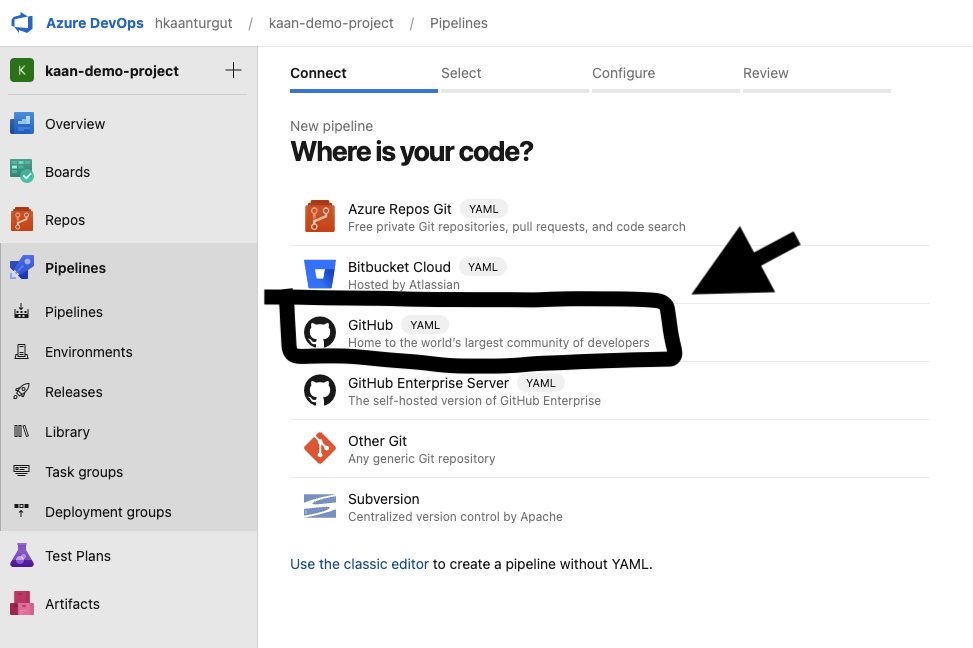 Azure DevOps hkaanturgut / kaan-demo-project / Pipelines
K kaan-demo-project
Overview
Boards
Repos
Pipelines
Pipelines
Environments
Releases
Library
Task groups
Deployment groups
Test Plans
Artifacts
Connect Select Configure Review
New pipeline
Where is your code?
Azure Repos Git YAML
Free private Git repositories, pull requests, and code search
Bitbucket Cloud YAML
Hosted by Atlassian
GitHub YAML
Home to the world's largest community of developers
GitHub Enterprise Server YAML
The self-hosted version of GitHub Enterprise
Other Git
Any generic Git repository
Subversion
Centralized version control by Apache
Use the classic editor to create a pipeline without YAML.